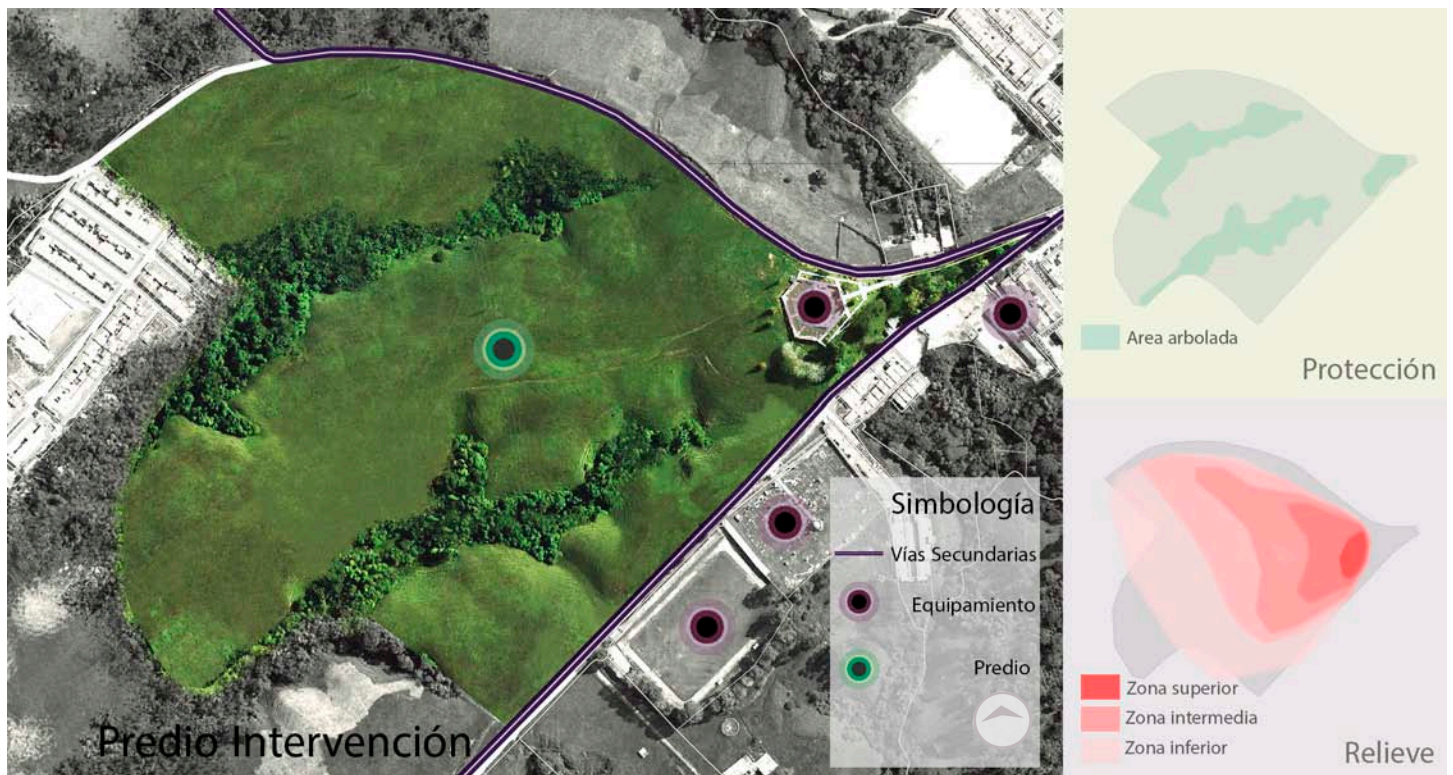 Predio Intervención
Simbología
Vías Secundarias
Equipamiento
Predio
Area arbolada
Protección
Zona superior
Zona intermedia
Zona inferior
Relieve